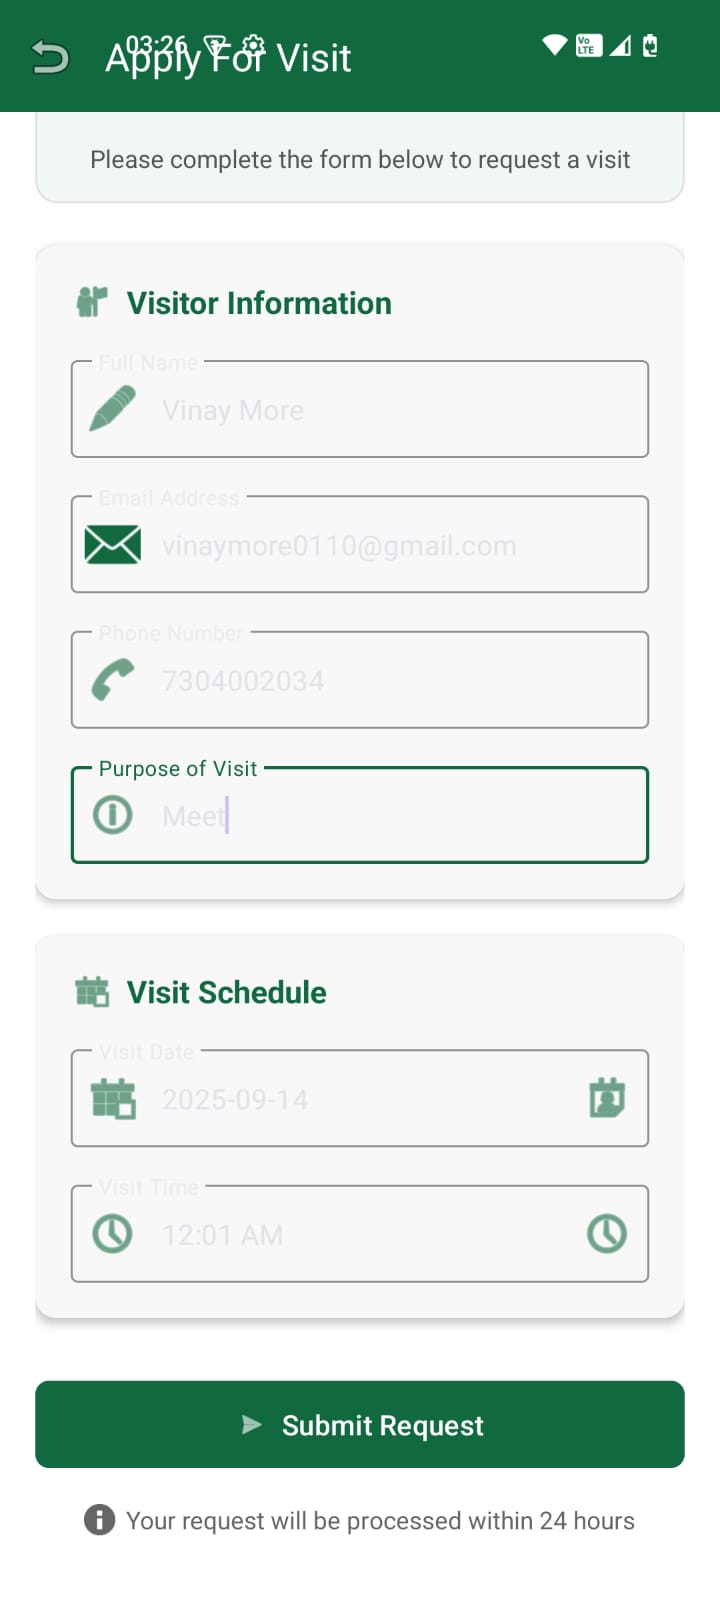 03:26
Vo
LTE
Apply For Visit
Please complete the form below to request a visit
Visitor Information
Full Name
Vinay More
Email Address
vinaymore0110@gmail.com
Phone Number
7304002034
Purpose of Visit
Meet
Visit Schedule
Visit Date
2025-09-14
Visit Time
12:01 AM
Submit Request
Your request will be processed within 24 hours